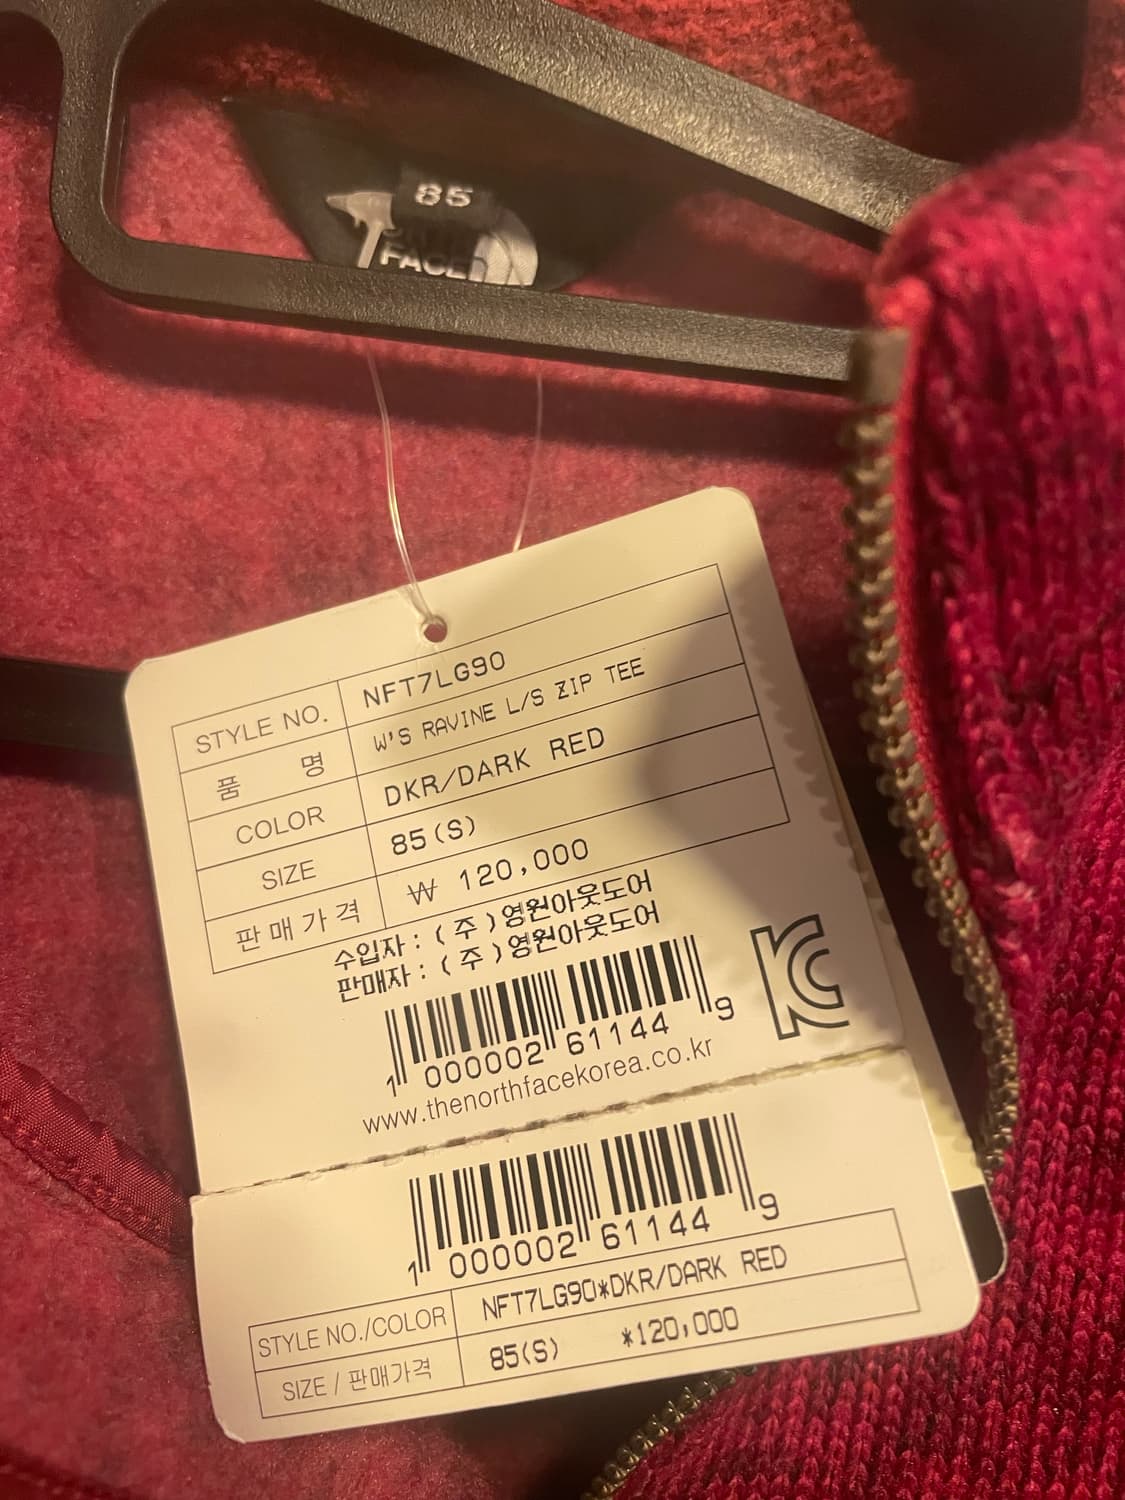 85
FACE
STYLE NO. NFT7LG90
품 명 W'S RAVINE L/S ZIP TEE
COLOR DKR/DARK RED
SIZE 85(S)
판매가격 ₩ 120,000
수입자 : (주)영원아웃도어
판매자 : (주)영원아웃도어
1 000002 61144 9
www.thenorthfacekorea.co.kr
1 000002 61144 9
STYLE NO./COLOR NFT7LG90*DKR/DARK RED
SIZE / 판매가격 85(S) *120,000